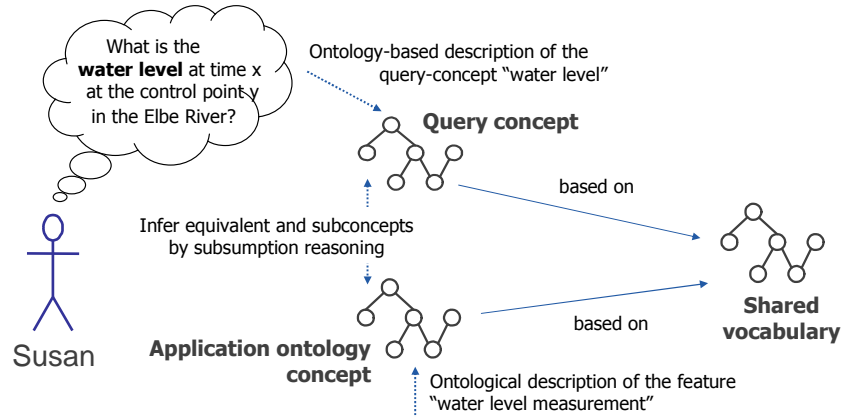 What is the
water level at time x
at the control point y
in the Elbe River?
Ontology-based description of the
query-concept “water level”
Query concept
based on
Infer equivalent and subconcepts
by subsumption reasoning
Shared
vocabulary
based on
Susan
Application ontology
concept
Ontological description of the feature
“water level measurement”